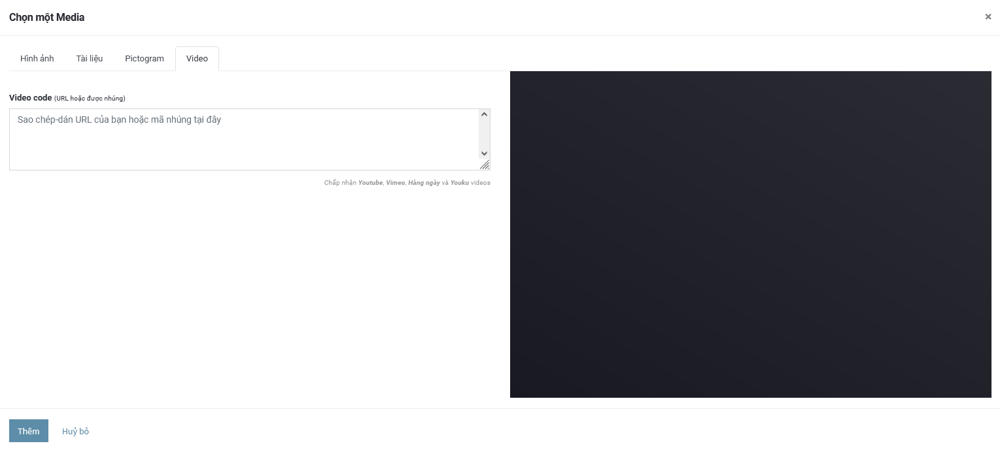 Chọn một Media
×
Hình ảnh Tài liệu Pictogram Video
Video code (URL hoặc được nhúng)
Sao chép-dán URL của bạn hoặc mã nhúng tại đây
Chấp nhận Youtube, Vimeo, Hàng ngày và Youku videos
Thêm Huỷ bỏ